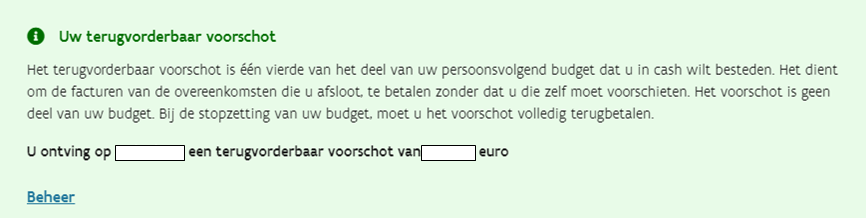 Uw terugvorderbaar voorschot
Het terugvorderbaar voorschot is één vierde van het deel van uw persoonsvolgend budget dat u in cash wilt besteden. Het dient
om de facturen van de overeenkomsten die u afsloot, te betalen zonder dat u die zelf moet voorschieten. Het voorschot is geen
deel van uw budget. Bij de stopzetting van uw budget, moet u het voorschot volledig terugbetalen.
U ontving op een terugvorderbaar voorschot van euro
Beheer